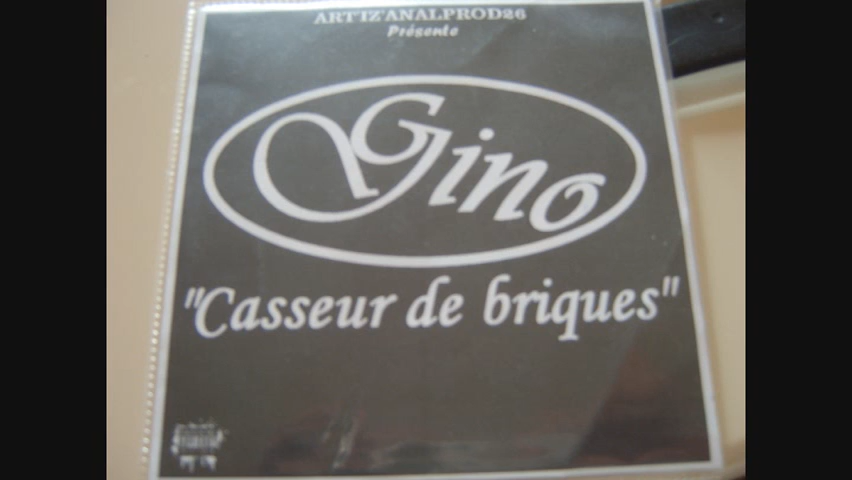 ARTIZ'ANALPROD26
Présente
Gino
"Casseur de briques"